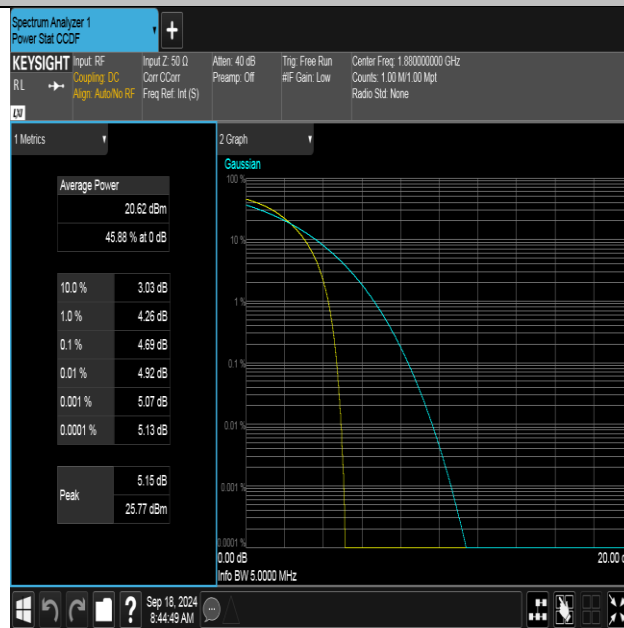 Spectrum Analyzer 1
Power Stat CCDF
KEYSIGHT
Input: RF
Coupling: DC
Align: Auto/No RF
Input Z: 50 Ω
Corr CCorr
Freq Ref: Int (S)
Atten: 40 dB
Preamp: Off
Trig: Free Run
#IF Gain: Low
Center Freq: 1.880000000 GHz
Counts: 1.00 M/1.00 Mpt
Radio Std: None
RL
LXI
1 Metrics
Average Power
20.62 dBm
45.88 % at 0 dB
10.0 % 3.03 dB
1.0 % 4.26 dB
0.1 % 4.69 dB
0.01 % 4.92 dB
0.001 % 5.07 dB
0.0001 % 5.13 dB
Peak
5.15 dB
25.77 dBm
2 Graph
Gaussian
100 %
10 %
1 %
0.1 %
0.01 %
0.001 %
0.0001 %
0.00 dB
20.00
Info BW 5.0000 MHz
?
Sep 18, 2024
8:44:49 AM